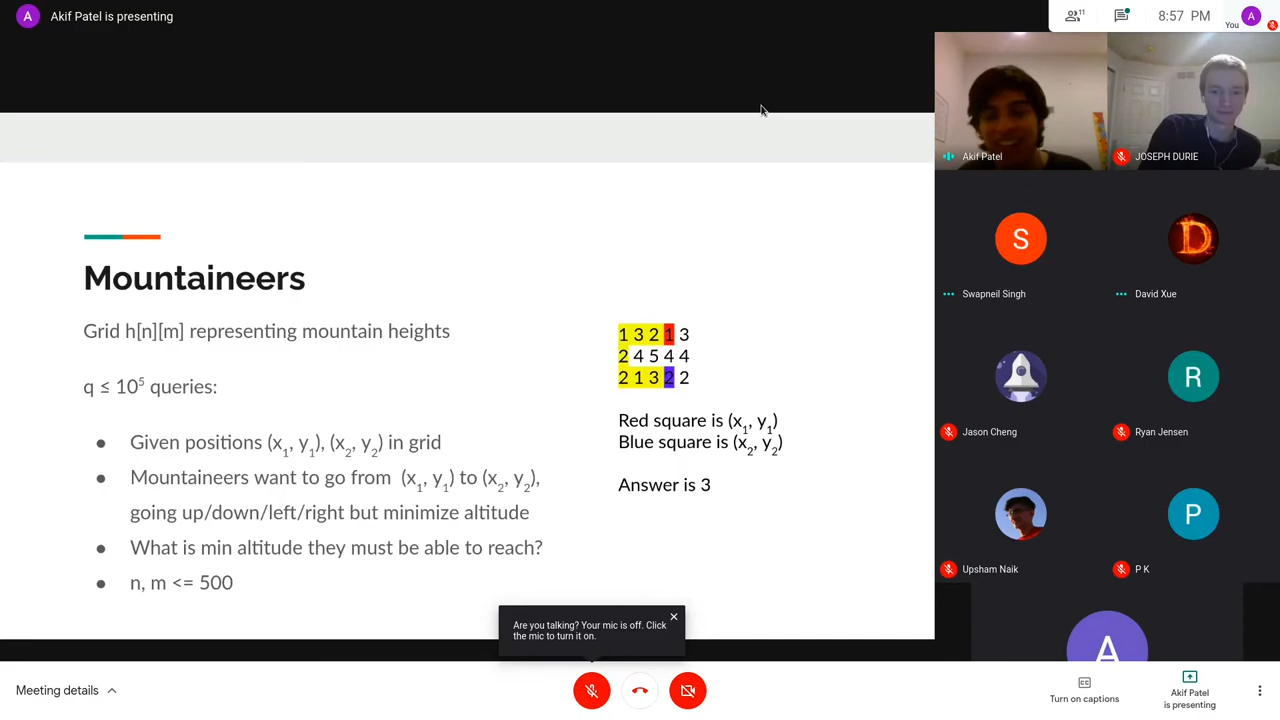 A
Akif Patel is presenting
11
8:57 PM
You
A
Akif Patel
JOSEPH DURIE
Mountaineers
Grid h[n][m] representing mountain heights
q ≤ 10⁵ queries:
● Given positions (x₁, y₁), (x₂, y₂) in grid
● Mountaineers want to go from (x₁, y₁) to (x₂, y₂),
going up/down/left/right but minimize altitude
● What is min altitude they must be able to reach?
● n, m <= 500
1 3 2 1 3
2 4 5 4 4
2 1 3 2 2
Red square is (x₁, y₁)
Blue square is (x₂, y₂)
Answer is 3
S
D
Swapneil Singh
David Xue
R
Jason Cheng
Ryan Jensen
P
Upsham Naik
P K
A
Are you talking? Your mic is off. Click
the mic to turn it on.
Meeting details
CC
Turn on captions
Akif Patel
is presenting